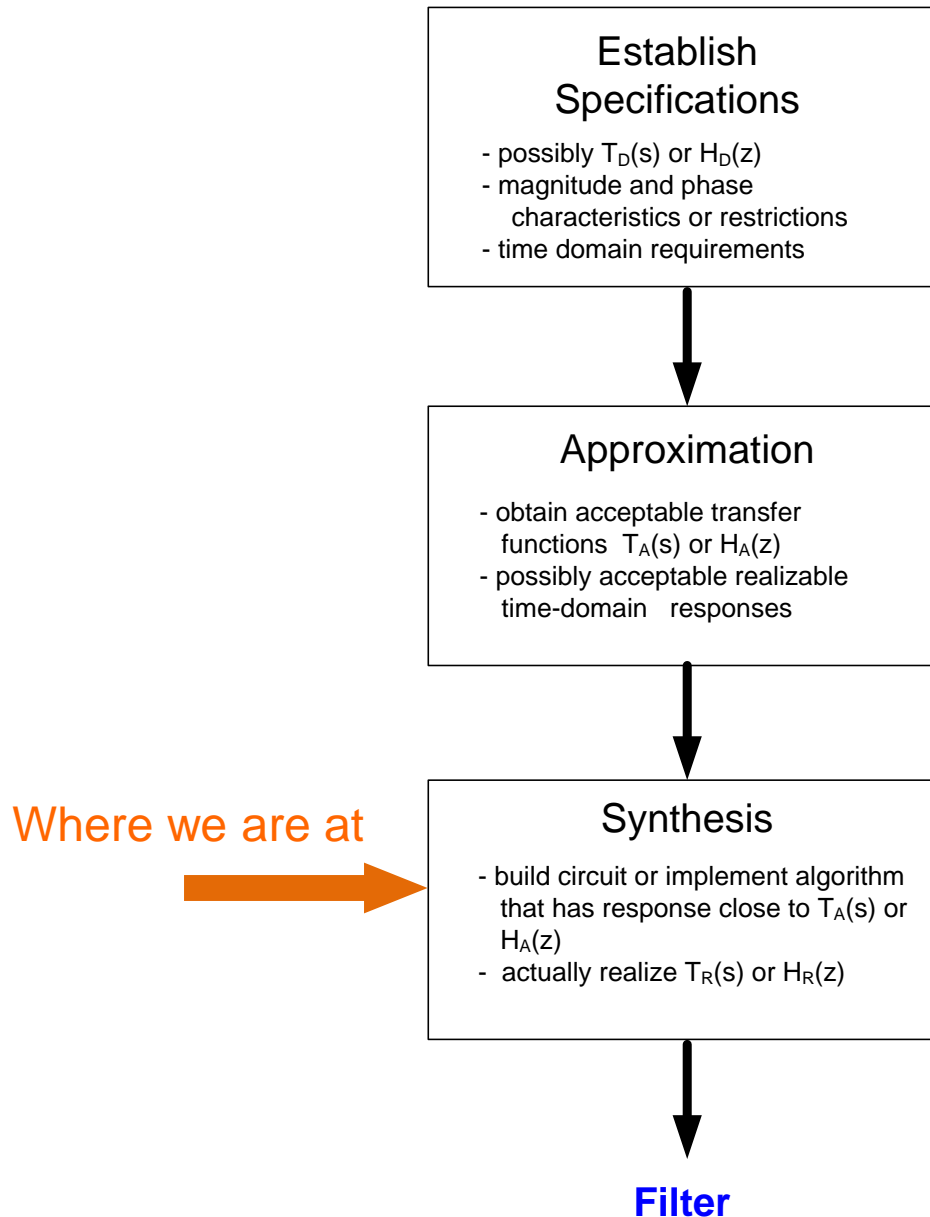 Establish
Specifications
- possibly T_D(s) or H_D(z)
- magnitude and phase
characteristics or restrictions
- time domain requirements
Approximation
- obtain acceptable transfer
functions T_A(s) or H_A(z)
- possibly acceptable realizable
time-domain responses
Where we are at
Synthesis
- build circuit or implement algorithm
that has response close to T_A(s) or
H_A(z)
- actually realize T_R(s) or H_R(z)
Filter